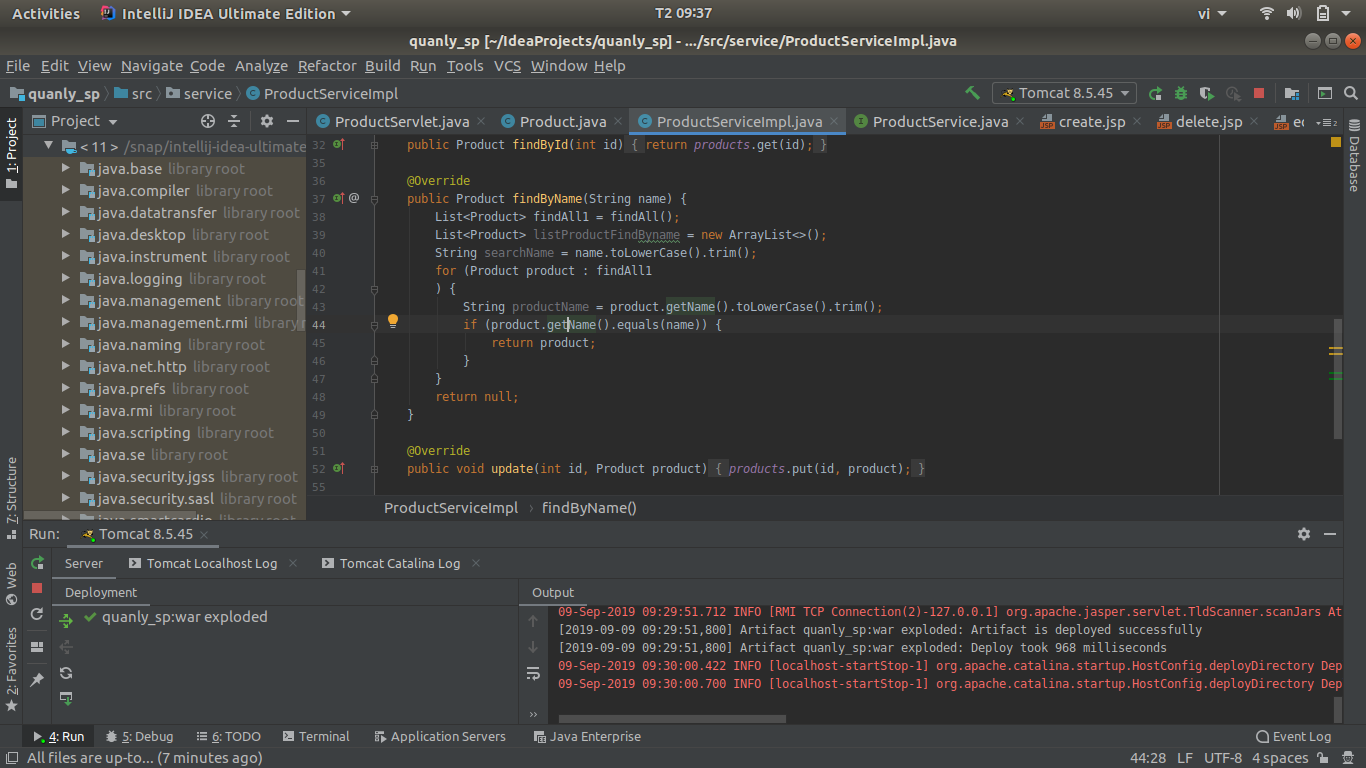 Activities IntelliJ IDEA Ultimate Edition T2 09:37 vi
quanly_sp [~/IdeaProjects/quanly_sp] - .../src/service/ProductServiceImpl.java
File Edit View Navigate Code Analyze Refactor Build Run Tools VCS Window Help
quanly_sp src service ProductServiceImpl Tomcat 8.5.45
1: Project
Project
ProductServlet.java Product.java ProductServiceImpl.java ProductService.java create.jsp delete.jsp
Database
< 11 > /snap/intellij-idea-ultimate
java.base library root
java.compiler library root
java.datatransfer library root
java.desktop library root
java.instrument library root
java.logging library root
java.management library root
java.management.rmi library r
java.naming library root
java.net.http library root
java.prefs library root
java.rmi library root
java.scripting library root
java.se library root
java.security.jgss library root
java.security.sasl library root
java.smartcardio library root
32 public Product findById(int id) { return products.get(id); }
35
36 @Override
37 @ public Product findByName(String name) {
38 List<Product> findAll1 = findAll();
39 List<Product> listProductFindByname = new ArrayList<>();
40 String searchName = name.toLowerCase().trim();
41 for (Product product : findAll1
42 ) {
43 String productName = product.getName().toLowerCase().trim();
44 if (product.getName().equals(name)) {
45 return product;
46 }
47 }
48 return null;
49 }
50
51 @Override
52 public void update(int id, Product product) { products.put(id, product); }
55
ProductServiceImpl › findByName()
7: Structure
Web
2: Favorites
Run: Tomcat 8.5.45
Server Tomcat Localhost Log Tomcat Catalina Log
Deployment Output
quanly_sp:war exploded
09-Sep-2019 09:29:51.712 INFO [RMI TCP Connection(2)-127.0.0.1] org.apache.jasper.servlet.TldScanner.scanJars At
[2019-09-09 09:29:51,800] Artifact quanly_sp:war exploded: Artifact is deployed successfully
[2019-09-09 09:29:51,800] Artifact quanly_sp:war exploded: Deploy took 968 milliseconds
09-Sep-2019 09:30:00.422 INFO [localhost-startStop-1] org.apache.catalina.startup.HostConfig.deployDirectory Dep
09-Sep-2019 09:30:00.700 INFO [localhost-startStop-1] org.apache.catalina.startup.HostConfig.deployDirectory Dep
4: Run 5: Debug 6: TODO Terminal Application Servers Java Enterprise Event Log
All files are up-to... (7 minutes ago) 44:28 LF UTF-8 4 spaces